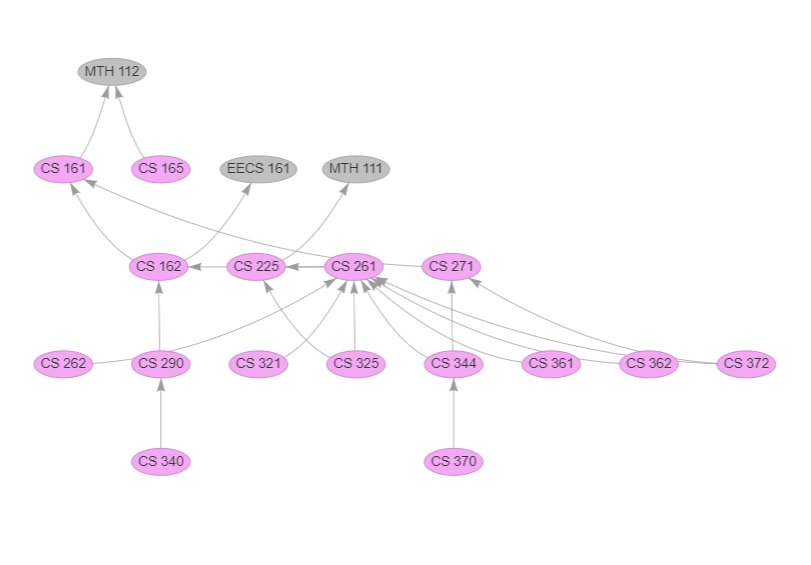 MTH 112
CS 161
CS 165
EECS 161
MTH 111
CS 162
CS 225
CS 261
CS 271
CS 262
CS 290
CS 321
CS 325
CS 344
CS 361
CS 362
CS 372
CS 340
CS 370